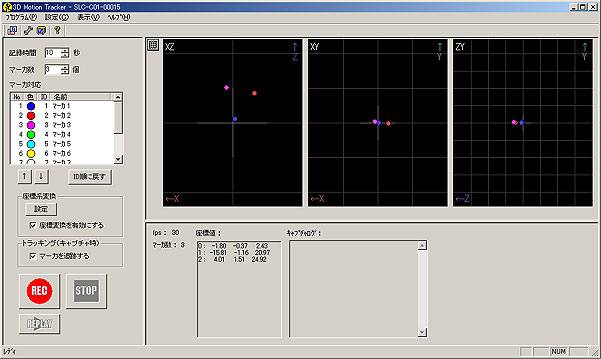 3D Motion Tracker - SLC-C01-00015
プログラム(P) 設定(C) 表示(V) ヘルプ(H)
記録時間 10 秒
マーカ数 3 個
マーカ対応
No 色 ID 名前
1 1 マーカ1
2 2 マーカ2
3 3 マーカ3
4 4 マーカ4
5 5 マーカ5
6 6 マーカ6
7 7 マーカ7
↑ ↓ ID順に戻す
座標系変換
設定
座標変換を有効にする
トラッキング(キャプチャ時)
マーカを追跡する
REC STOP
REPLAY
XZ ↑Z ←X
XY ↑Y ←X
ZY ↑Y ←Z
fps : 30 座標値 : キャプチャログ :
マーカ数 : 3
0 : -1.80 -0.37 2.43
1 : -15.81 -1.16 20.97
2 : 4.01 1.51 24.92
レディ NUM